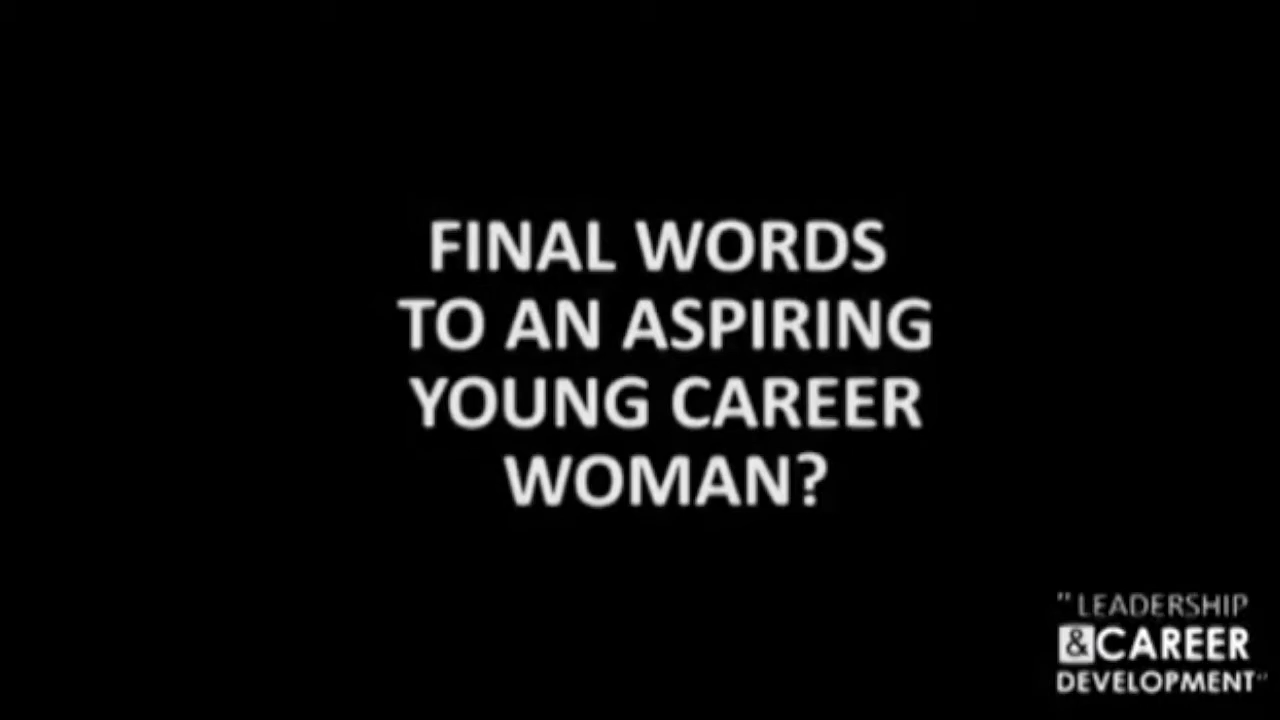 FINAL WORDS
TO AN ASPIRING
YOUNG CAREER
WOMAN?
" LEADERSHIP
&CAREER
DEVELOPMENT"